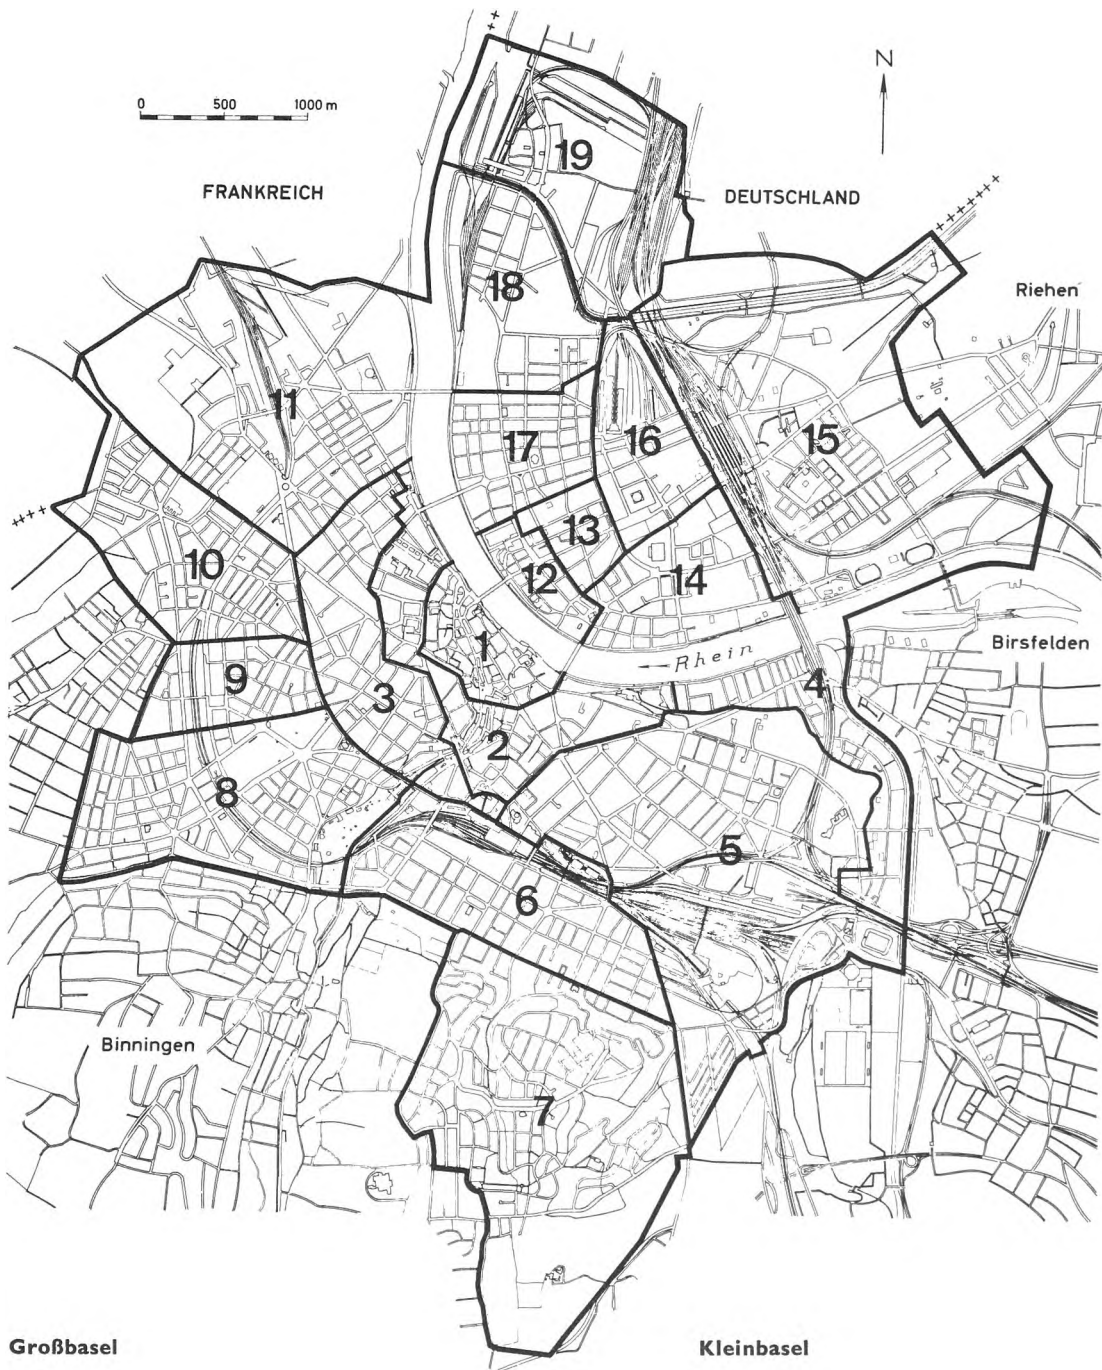 N
0 500 1000 m
19
FRANKREICH
DEUTSCHLAND
18
Riehen
11
17
16
15
13
10
12
14
1
Rhein
Birsfelden
9
3
4
2
8
5
6
Binningen
7
Großbasel
Kleinbasel